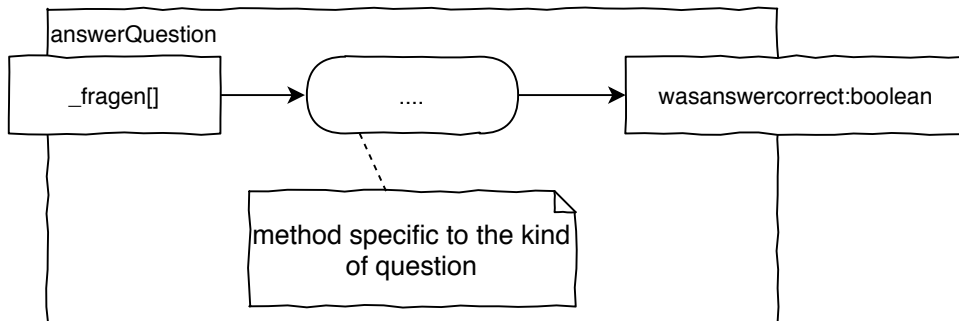 answerQuestion
_fragen[]
....
wasanswercorrect:boolean
method specific to the kind
of question